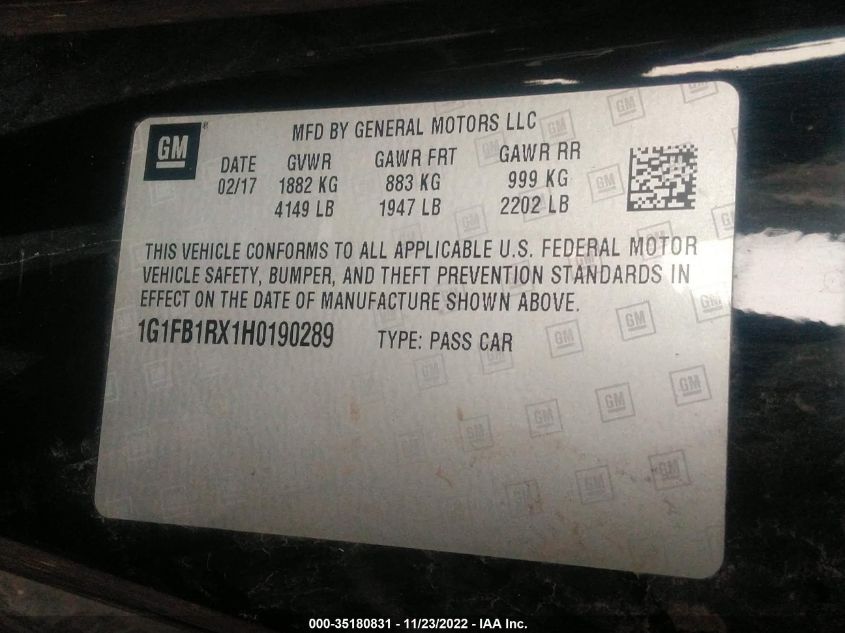 GM ® MFD BY GENERAL MOTORS LLC
DATE GVWR GAWR FRT GAWR RR
02/17 1882 KG 883 KG 999 KG
4149 LB 1947 LB 2202 LB
THIS VEHICLE CONFORMS TO ALL APPLICABLE U.S. FEDERAL MOTOR
VEHICLE SAFETY, BUMPER, AND THEFT PREVENTION STANDARDS IN
EFFECT ON THE DATE OF MANUFACTURE SHOWN ABOVE.
1G1FB1RX1H0190289 TYPE: PASS CAR
000-35180831 - 11/23/2022 - IAA Inc.